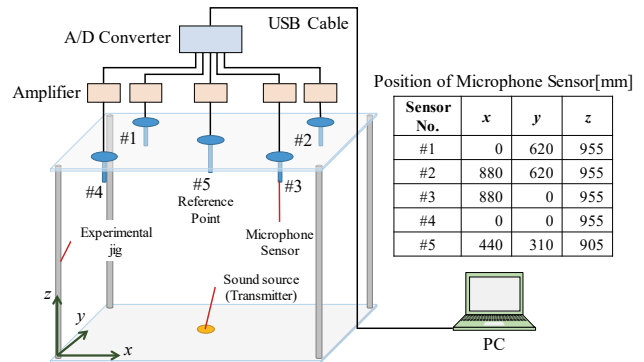 USB Cable
A/D Converter
Amplifier
#1
#2
#4
#5
#3
Reference
Point
Experimental
jig
Microphone
Sensor
Sound source
(Transmitter)
z
y
x
PC
Position of Microphone Sensor[mm]
Sensor No. x y z
#1 0 620 955
#2 880 620 955
#3 880 0 955
#4 0 0 955
#5 440 310 905